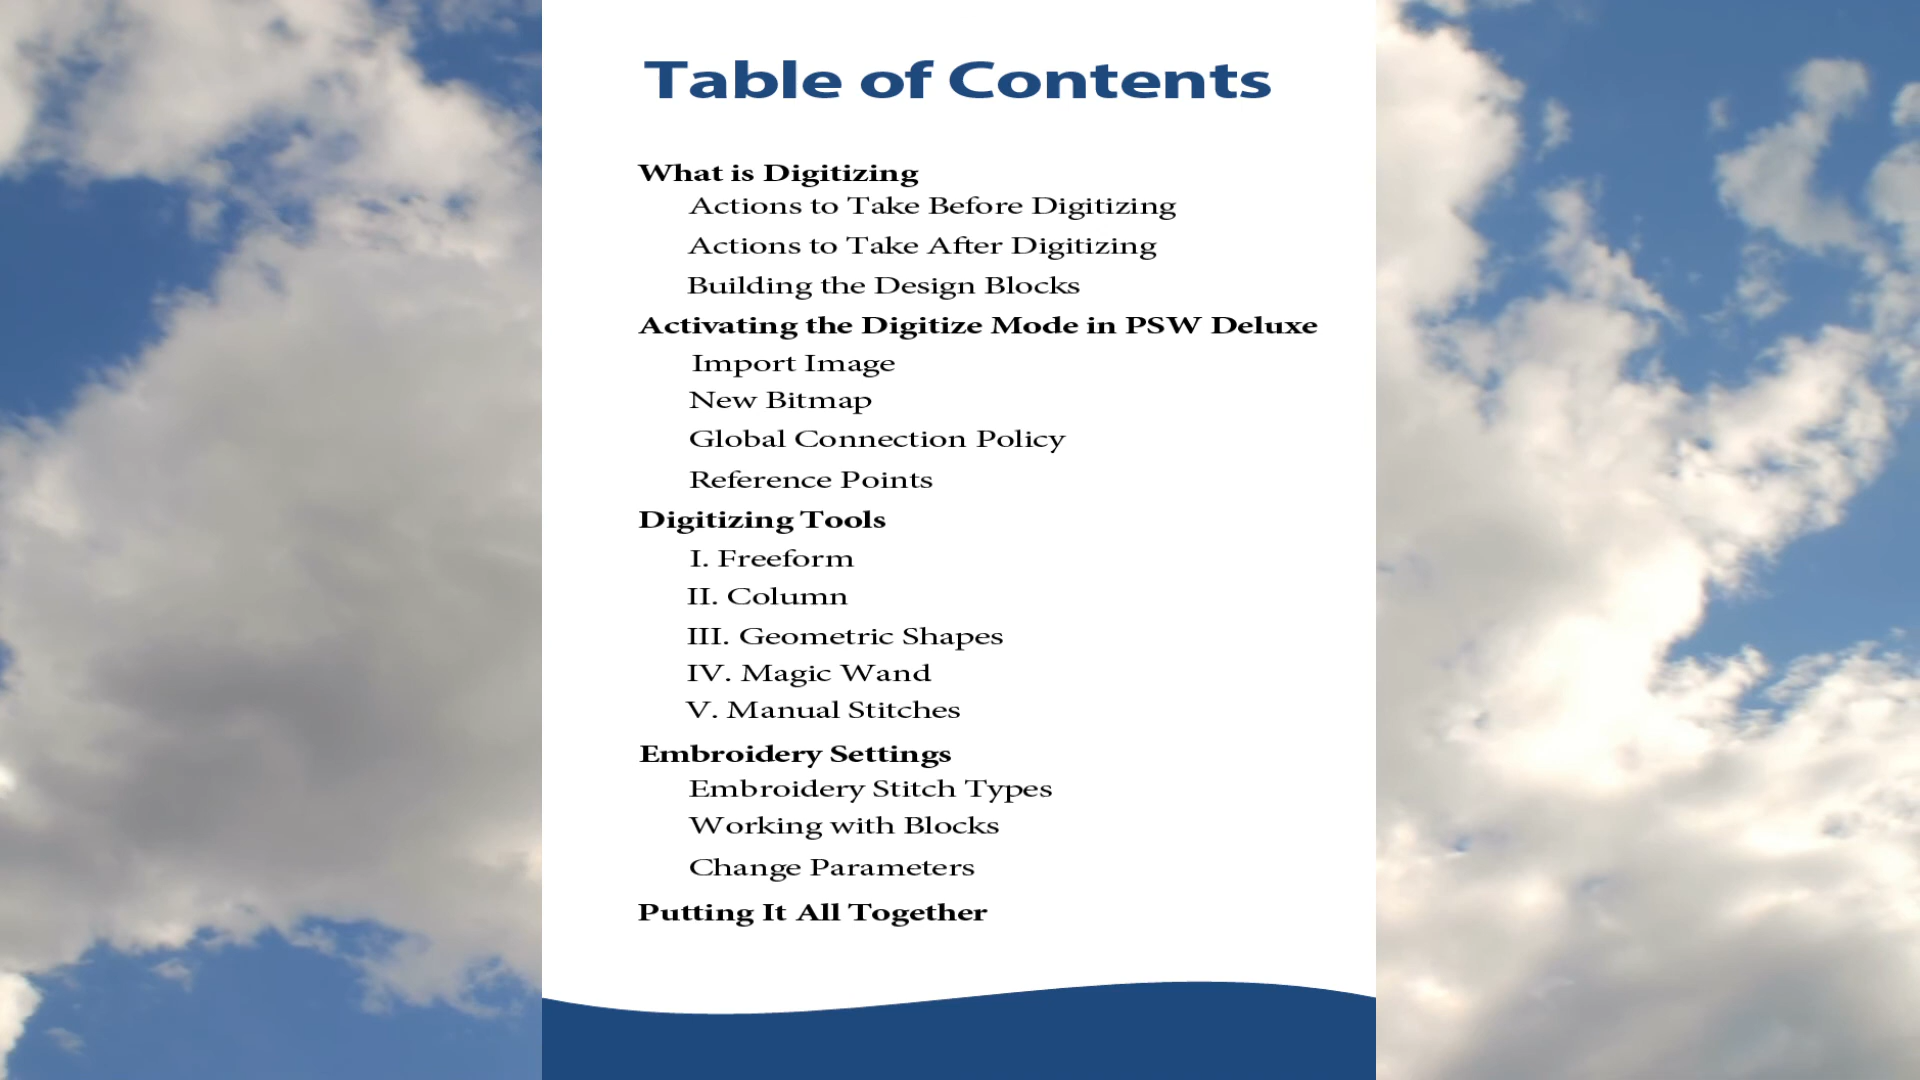 Table of Contents
What is Digitizing
Actions to Take Before Digitizing
Actions to Take After Digitizing
Building the Design Blocks
Activating the Digitize Mode in PSW Deluxe
Import Image
New Bitmap
Global Connection Policy
Reference Points
Digitizing Tools
I. Freeform
II. Column
III. Geometric Shapes
IV. Magic Wand
V. Manual Stitches
Embroidery Settings
Embroidery Stitch Types
Working with Blocks
Change Parameters
Putting It All Together